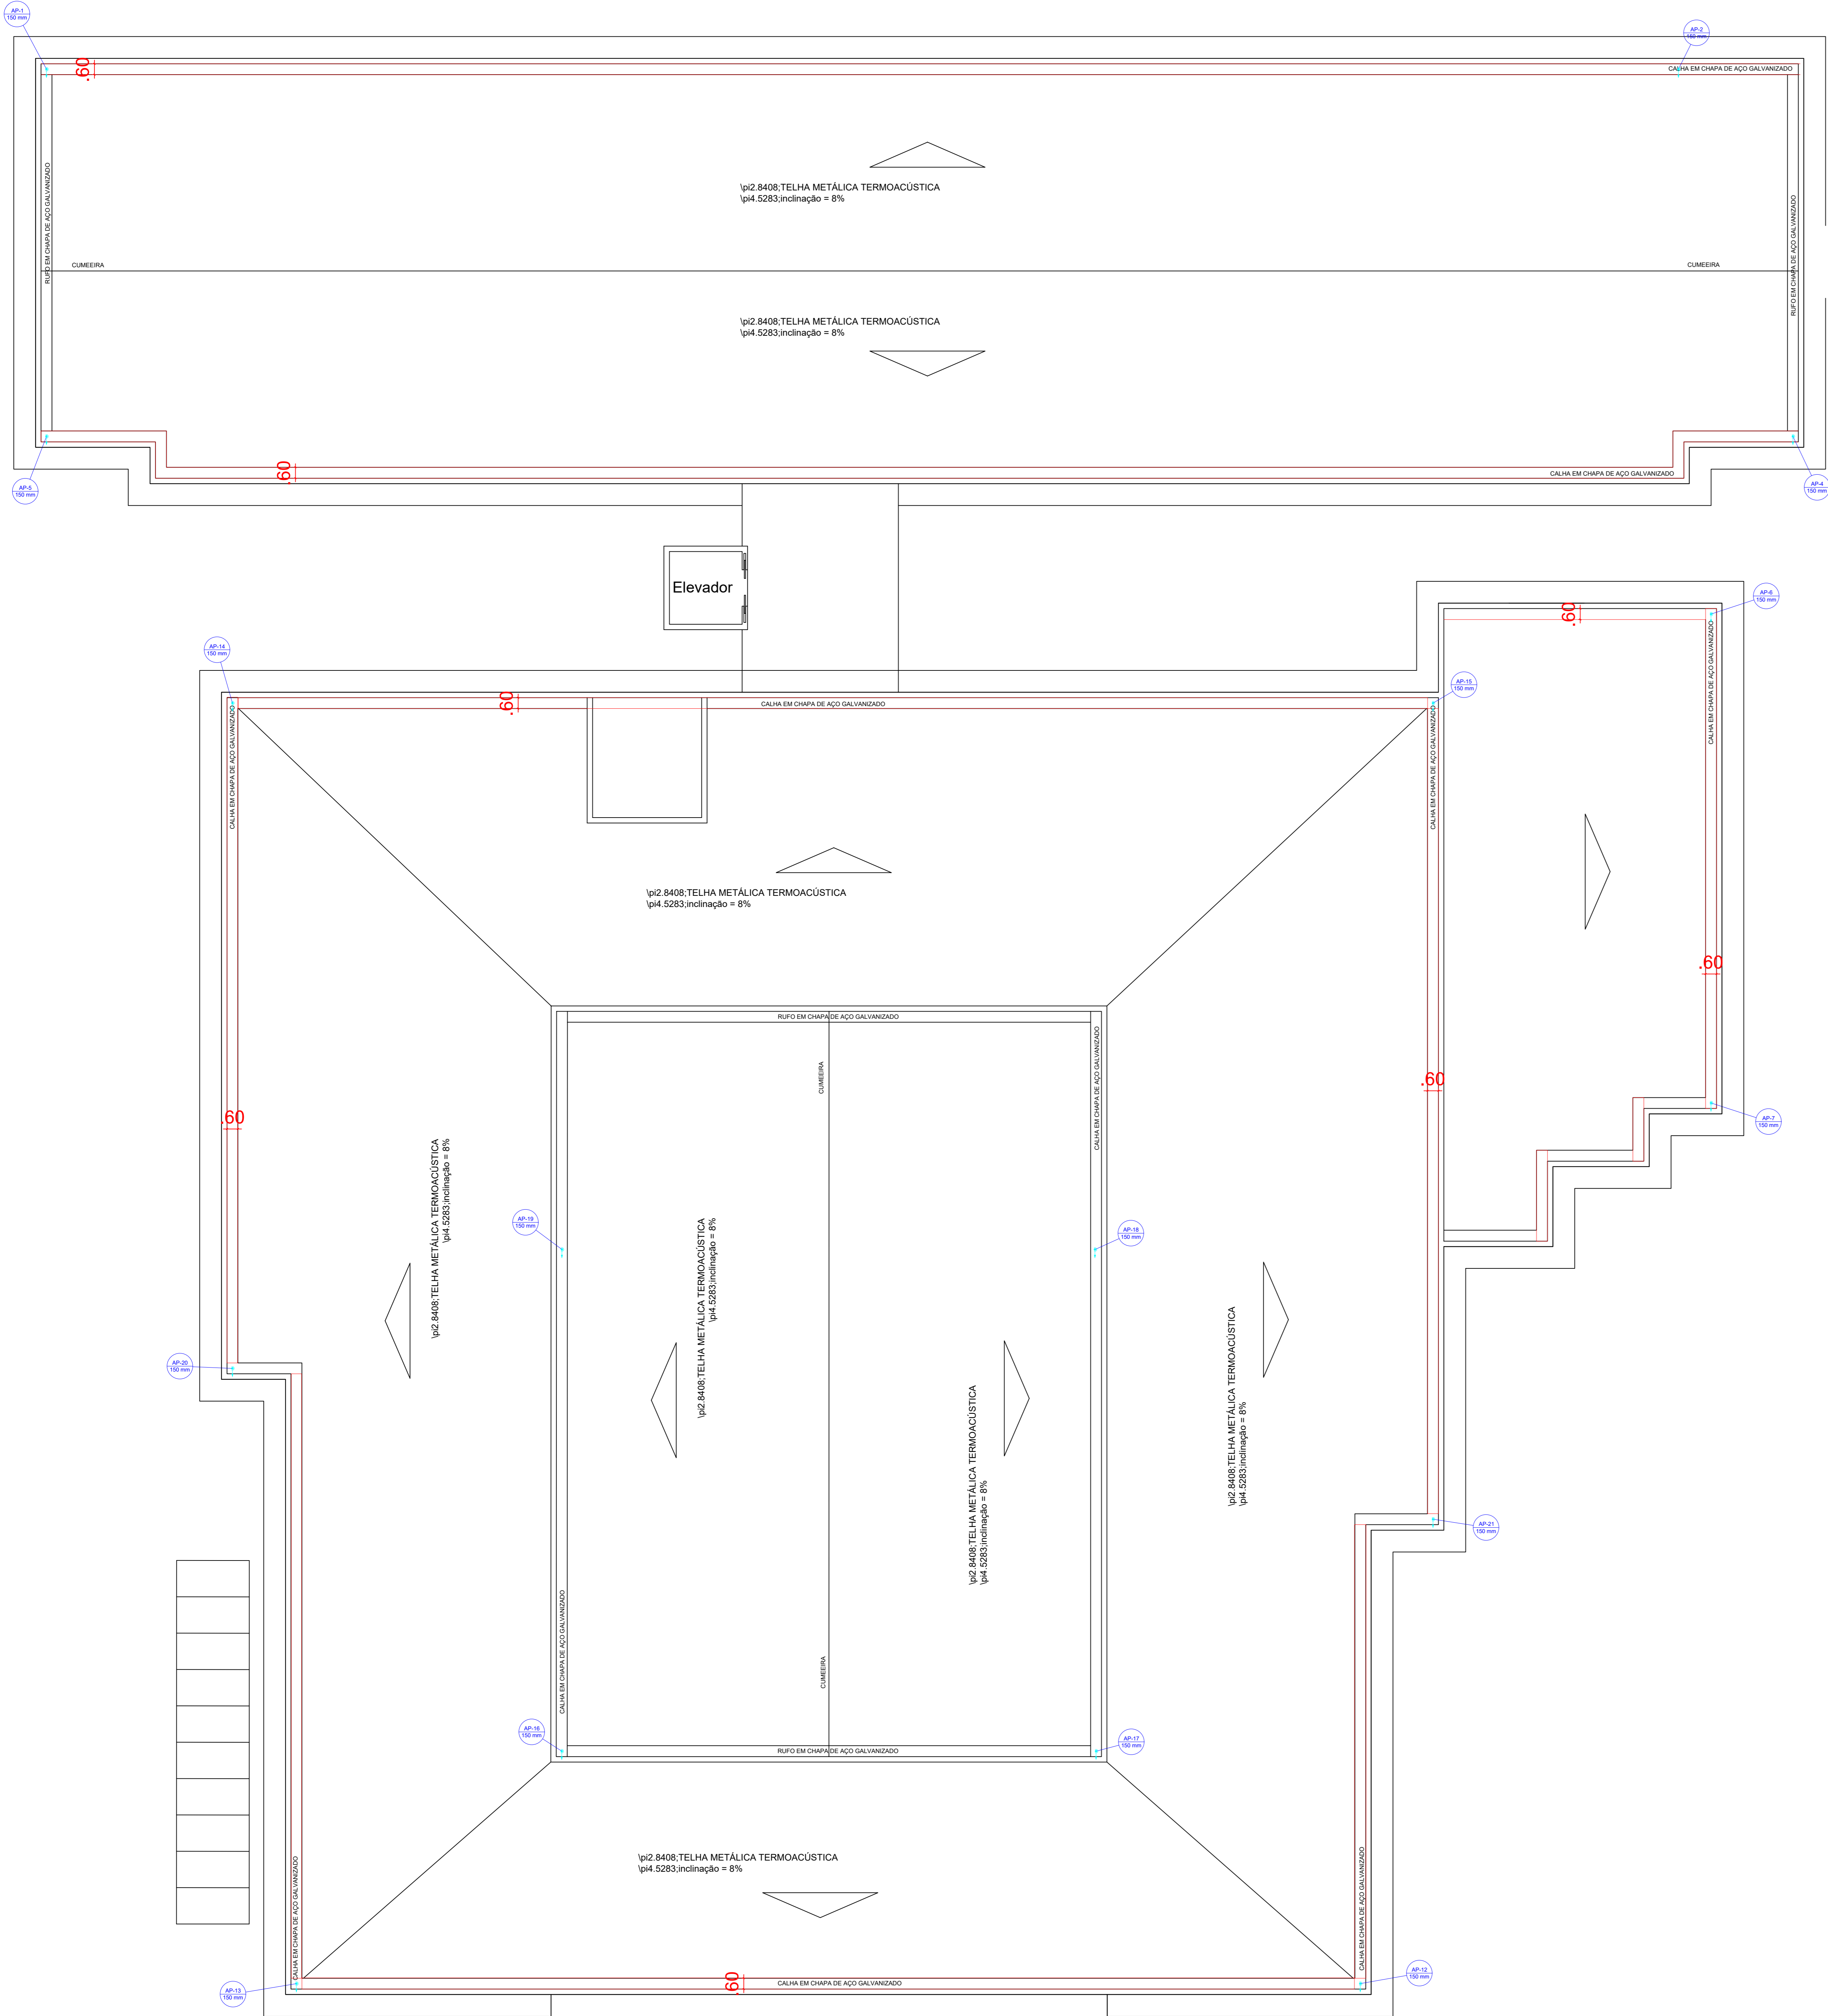 AP-1
150 mm
AP-2
150 mm
.60
CALHA EM CHAPA DE AÇO GALVANIZADO
RUFO EM CHAPA DE AÇO GALVANIZADO
\pi2.8408;TELHA METÁLICA TERMOACÚSTICA
\pi4.5283;inclinação = 8%
RUFO EM CHAPA DE AÇO GALVANIZADO
CUMEEIRA
CUMEEIRA
\pi2.8408;TELHA METÁLICA TERMOACÚSTICA
\pi4.5283;inclinação = 8%
.60
CALHA EM CHAPA DE AÇO GALVANIZADO
AP-5
150 mm
AP-4
150 mm
Elevador
AP-6
150 mm
.60
CALHA EM CHAPA DE AÇO GALVANIZADO
AP-14
150 mm
AP-15
150 mm
.60
CALHA EM CHAPA DE AÇO GALVANIZADO
CALHA EM CHAPA DE AÇO GALVANIZADO
CALHA EM CHAPA DE AÇO GALVANIZADO
\pi2.8408;TELHA METÁLICA TERMOACÚSTICA
\pi4.5283;inclinação = 8%
.60
RUFO EM CHAPA DE AÇO GALVANIZADO
CUMEEIRA
CALHA EM CHAPA DE AÇO GALVANIZADO
.60
.60
AP-7
150 mm
\pi2.8408;TELHA METÁLICA TERMOACÚSTICA
\pi4.5283;inclinação = 8%
AP-19
150 mm
AP-18
150 mm
\pi2.8408;TELHA METÁLICA TERMOACÚSTICA
\pi4.5283;inclinação = 8%
\pi2.8408;TELHA METÁLICA TERMOACÚSTICA
\pi4.5283;inclinação = 8%
\pi2.8408;TELHA METÁLICA TERMOACÚSTICA
\pi4.5283;inclinação = 8%
AP-20
150 mm
AP-21
150 mm
CALHA EM CHAPA DE AÇO GALVANIZADO
CUMEEIRA
AP-16
150 mm
AP-17
150 mm
RUFO EM CHAPA DE AÇO GALVANIZADO
\pi2.8408;TELHA METÁLICA TERMOACÚSTICA
\pi4.5283;inclinação = 8%
CALHA EM CHAPA DE AÇO GALVANIZADO
CALHA EM CHAPA DE AÇO GALVANIZADO
AP-13
150 mm
.60
CALHA EM CHAPA DE AÇO GALVANIZADO
AP-12
150 mm